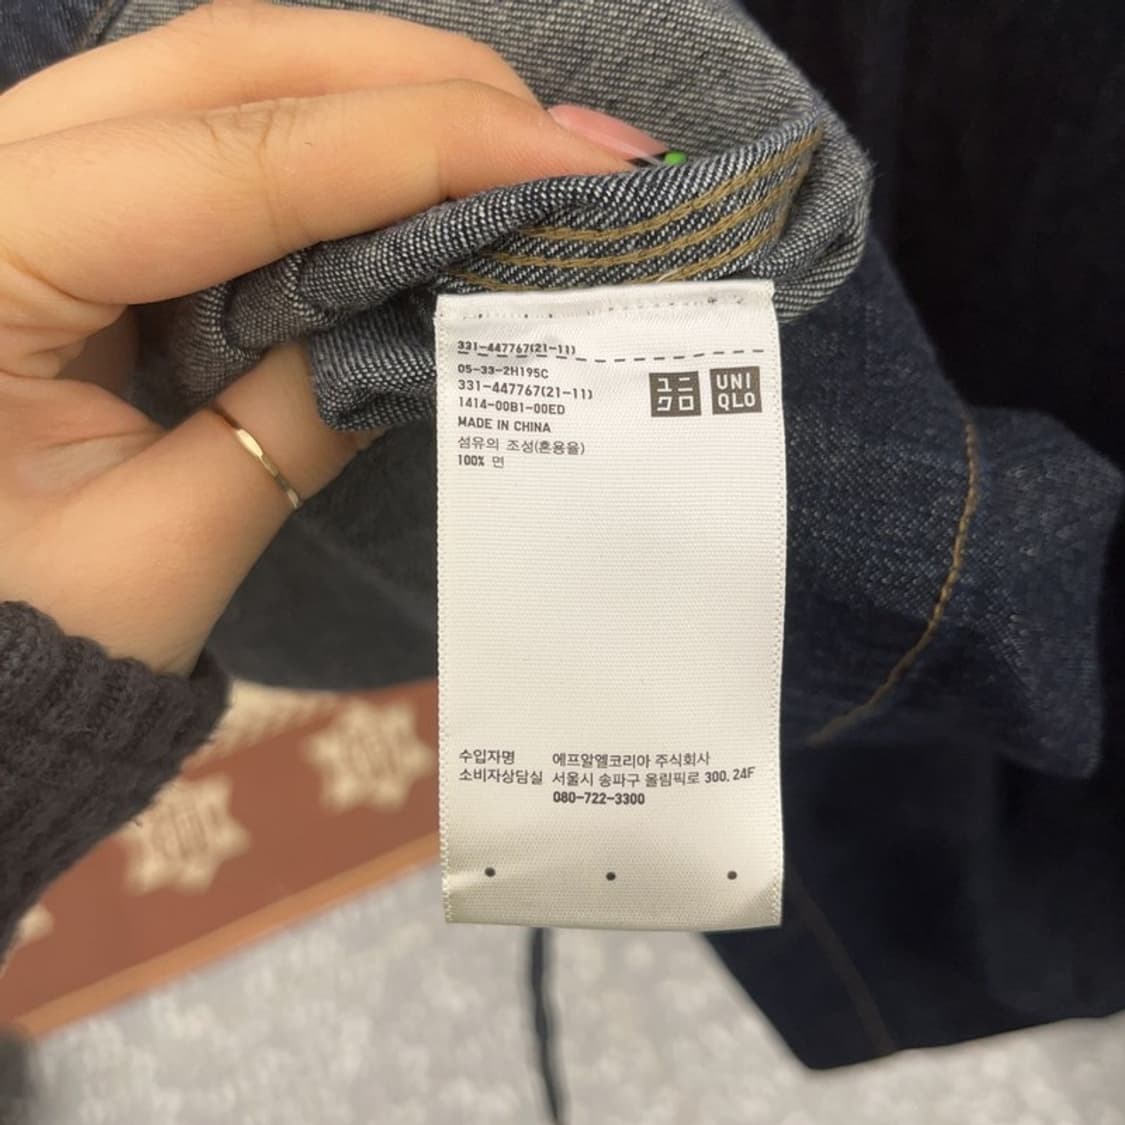 331-447767(21-11)
05-33-2H195C
331-447767(21-11)
1414-00B1-00ED
MADE IN CHINA
섬유의 조성(혼용율)
100% 면
ユニ
クロ
UNI
QLO
수입자명 에프알엘코리아 주식회사
소비자상담실 서울시 송파구 올림픽로 300, 24F
080-722-3300